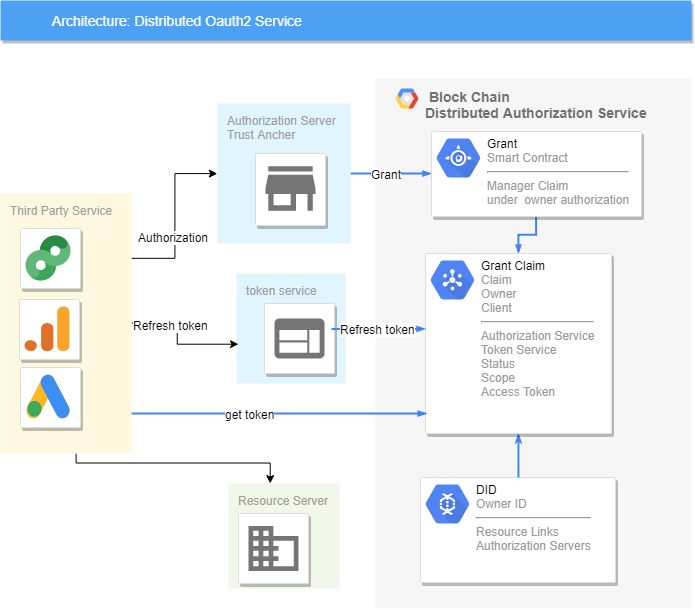 Architecture: Distributed Oauth2 Service
Block Chain
Distributed Authorization Service
Authorization Server
Trust Ancher
Grant
Grant
Smart Contract
Manager Claim
under owner authorization
Third Party Service
Authorization
Grant Claim
Claim
Owner
Client
Authorization Service
Token Service
Status
Scope
Access Token
token service
Refresh token
Refresh token
get token
Resource Server
DID
Owner ID
Resource Links
Authorization Servers